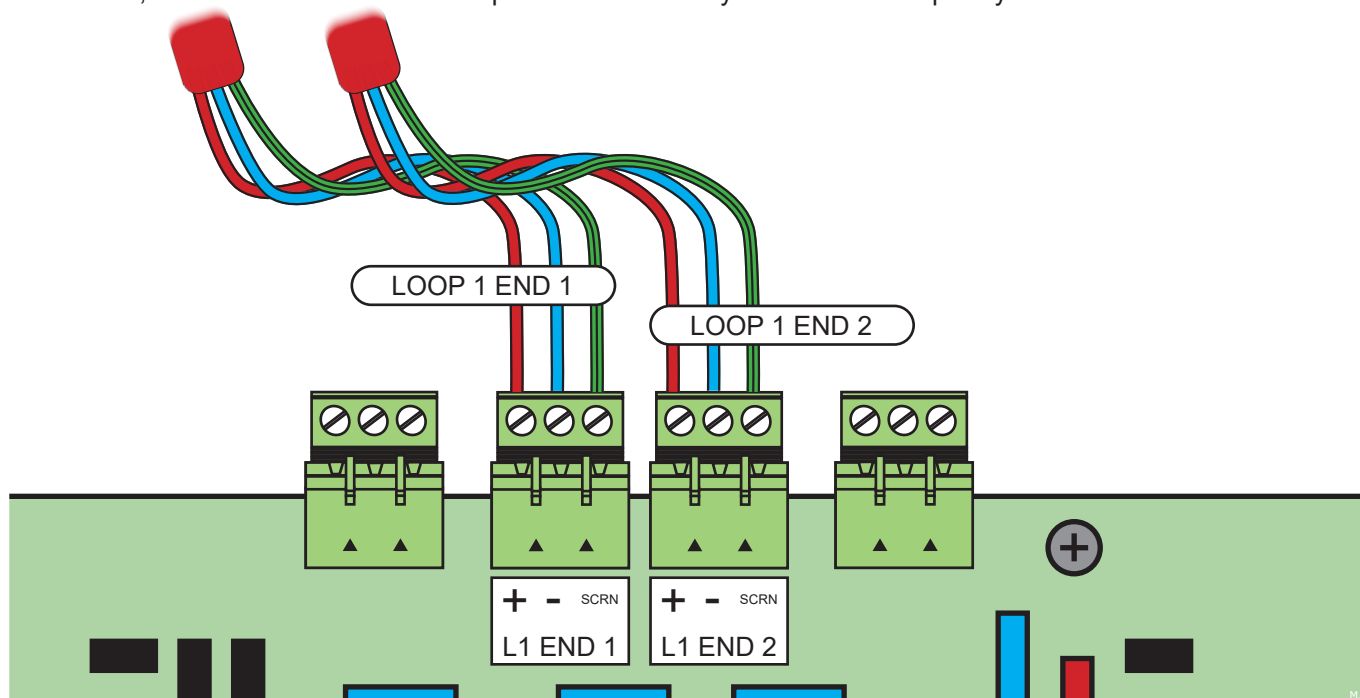 LOOP 1 END 1
LOOP 1 END 2
+ - SCRN
L1 END 1
+ - SCRN
L1 END 2